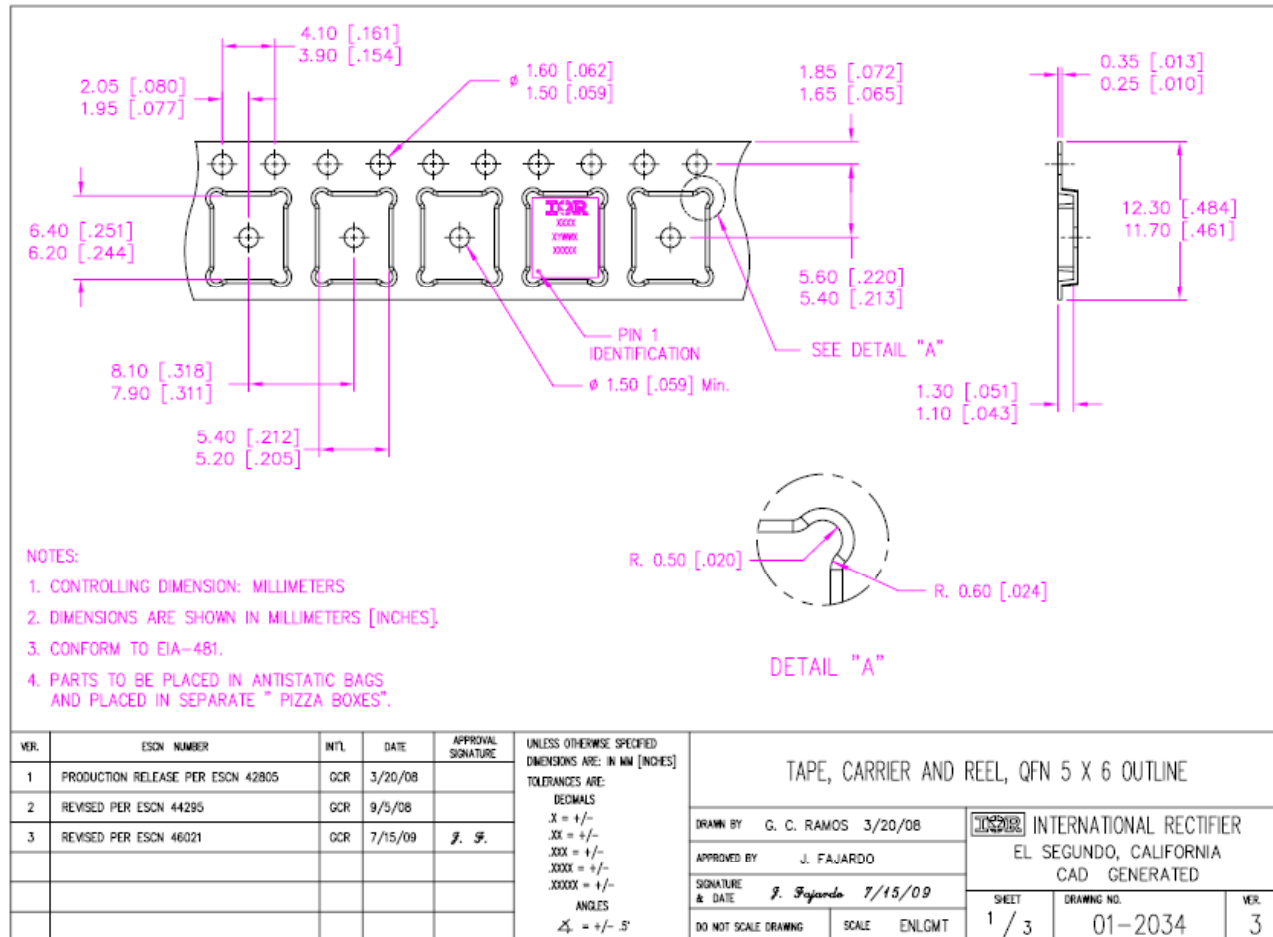 4.10 [.161]
3.90 [.154]
2.05 [.080]
1.95 [.077]
ø 1.60 [.062]
1.50 [.059]
1.85 [.072]
1.65 [.065]
0.35 [.013]
0.25 [.010]
6.40 [.251]
6.20 [.244]
IOR
XXXX
XYWWX
XXXXX
12.30 [.484]
11.70 [.461]
5.60 [.220]
5.40 [.213]
PIN 1
IDENTIFICATION
SEE DETAIL "A"
8.10 [.318]
7.90 [.311]
ø 1.50 [.059] Min.
1.30 [.051]
1.10 [.043]
5.40 [.212]
5.20 [.205]
R. 0.50 [.020]
R. 0.60 [.024]
DETAIL "A"
NOTES:
1. CONTROLLING DIMENSION: MILLIMETERS
2. DIMENSIONS ARE SHOWN IN MILLIMETERS [INCHES].
3. CONFORM TO EIA-481.
4. PARTS TO BE PLACED IN ANTISTATIC BAGS
AND PLACED IN SEPARATE " PIZZA BOXES".
VER. ESCN NUMBER INT'L DATE APPROVAL SIGNATURE
1 PRODUCTION RELEASE PER ESCN 42805 GCR 3/20/08
2 REVISED PER ESCN 44295 GCR 9/5/08
3 REVISED PER ESCN 46021 GCR 7/15/09 J. F.
UNLESS OTHERWISE SPECIFIED
DIMENSIONS ARE: IN MM [INCHES]
TOLERANCES ARE:
DECIMALS
.X = +/-
.XX = +/-
.XXX = +/-
.XXXX = +/-
.XXXXX = +/-
ANGLES
∡ = +/- .5°
TAPE, CARRIER AND REEL, QFN 5 X 6 OUTLINE
DRAWN BY G. C. RAMOS 3/20/08
APPROVED BY J. FAJARDO
SIGNATURE & DATE J. Fajardo 7/15/09
DO NOT SCALE DRAWING SCALE ENLGMT
IOR INTERNATIONAL RECTIFIER
EL SEGUNDO, CALIFORNIA
CAD GENERATED
SHEET 1/3
DRAWING NO. 01-2034
VER. 3